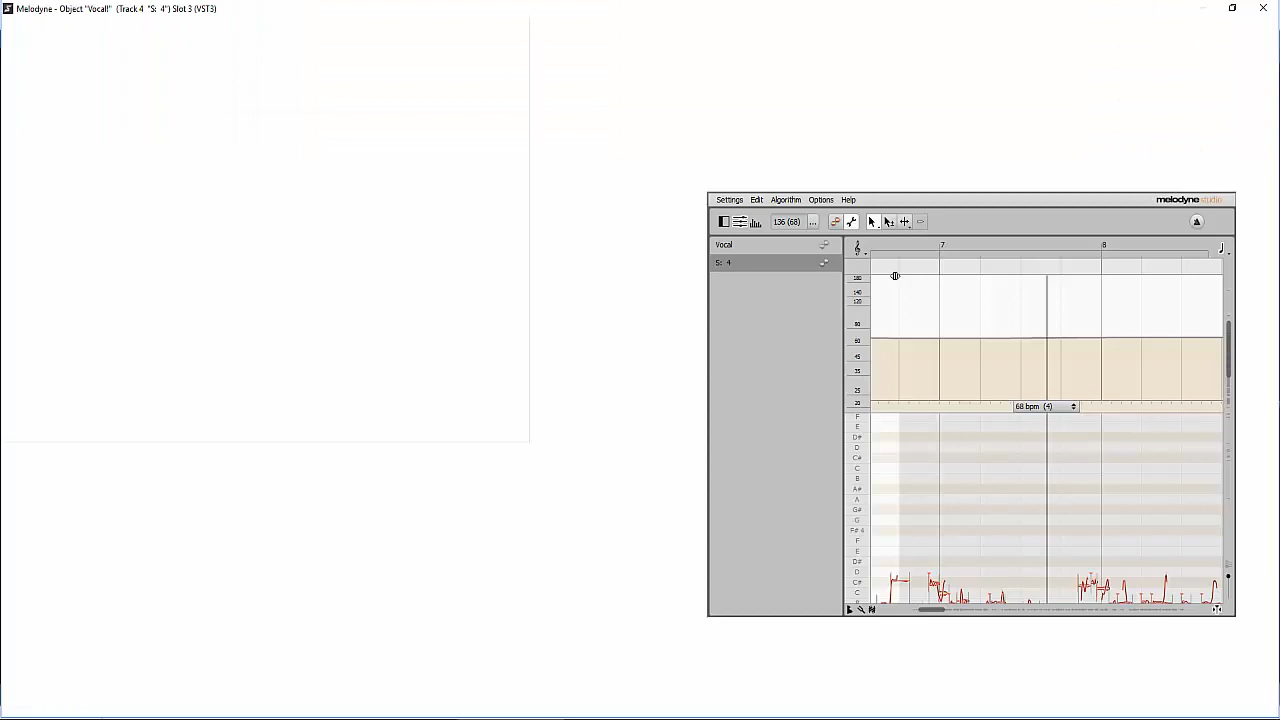 Melodyne - Object "Vocal!" (Track 4 "S: 4") Slot 3 (VST3)
Settings Edit Algorithm Options Help melodyne studio
136 (68) ...
Vocal
S: 4
7 8
180
140
120
90
60
45
35
25
20
68 bpm (4)
F
E
D#
D
C#
C
B
A#
A
G#
G
F# 4
F
E
D#
D
C#
C
B